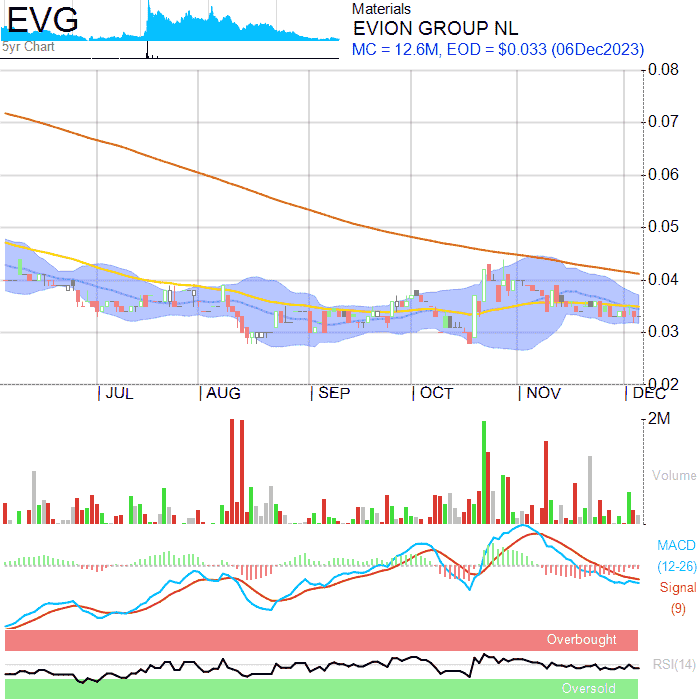 EVG
5yr Chart
Materials
EVION GROUP NL
MC = 12.6M, EOD = $0.033 (06Dec2023)
0.08
0.07
0.06
0.05
0.04
0.03
0.02
JUL AUG SEP OCT NOV DEC
2M
Volume
MACD
(12-26)
Signal
(9)
Overbought
RSI(14)
Oversold